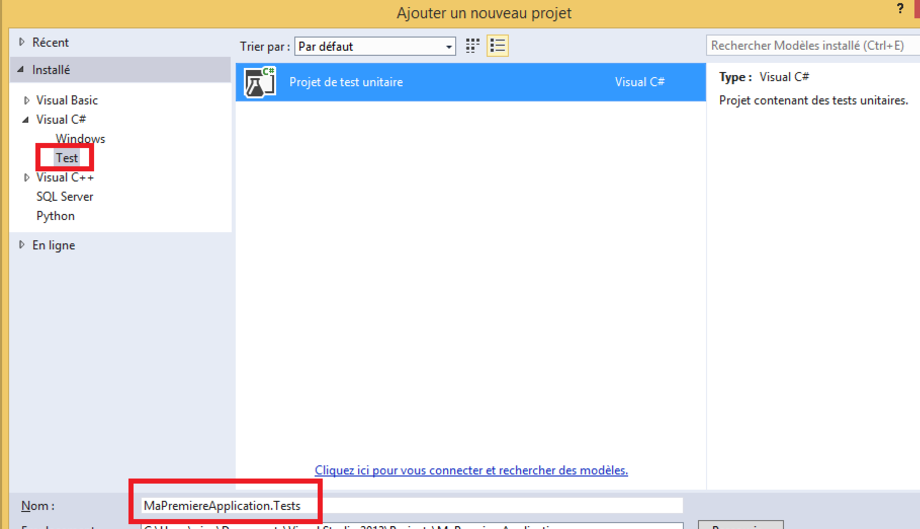 Ajouter un nouveau projet
?
Récent
Trier par :
Par défaut
Rechercher Modèles installé (Ctrl+E)
Installé
C#
Projet de test unitaire
Visual C#
Type : Visual C#
Projet contenant des tests unitaires.
Visual Basic
Visual C#
Windows
Test
Visual C++
SQL Server
Python
En ligne
Cliquez ici pour vous connecter et rechercher des modèles.
Nom :
MaPremiereApplication.Tests